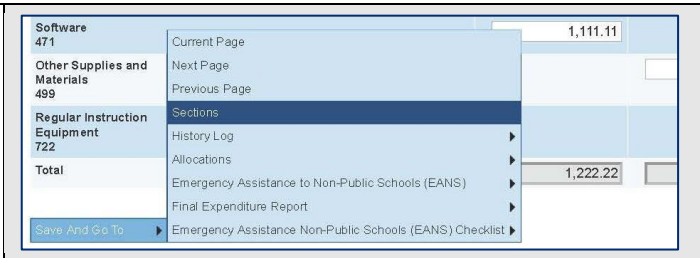 Software
471
1,111.11
Other Supplies and
Materials
499
Regular Instruction
Equipment
722
Total
1,222.22
Save And Go To
Current Page
Next Page
Previous Page
Sections
History Log
Allocations
Emergency Assistance to Non-Public Schools (EANS)
Final Expenditure Report
Emergency Assistance Non-Public Schools (EANS) Checklist